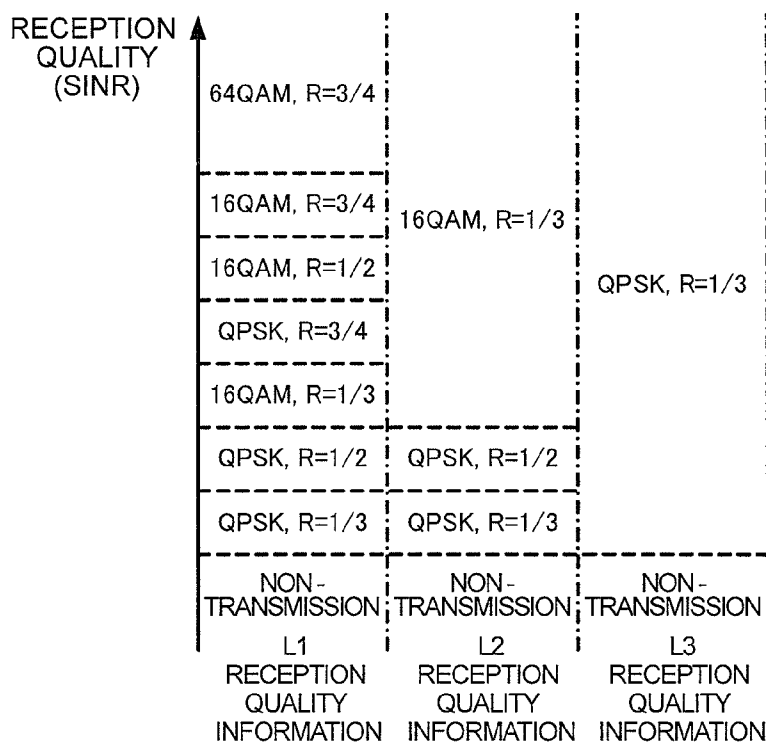 RECEPTION
QUALITY
(SINR)
64QAM, R=3/4
16QAM, R=3/4
16QAM, R=1/3
16QAM, R=1/2
QPSK, R=1/3
QPSK, R=3/4
16QAM, R=1/3
QPSK, R=1/2
QPSK, R=1/2
QPSK, R=1/3
QPSK, R=1/3
NON-
TRANSMISSION
NON-
TRANSMISSION
NON-
TRANSMISSION
L1
RECEPTION
QUALITY
INFORMATION
L2
RECEPTION
QUALITY
INFORMATION
L3
RECEPTION
QUALITY
INFORMATION